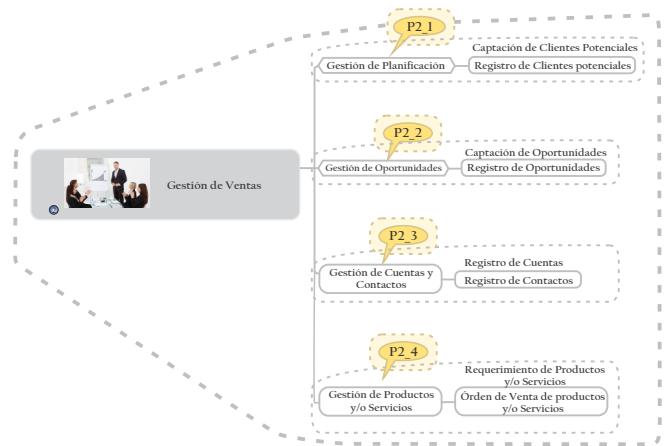 P2_1
Captación de Clientes Potenciales
Gestión de Planificación
Registro de Clientes potenciales
P2_2
Captación de Oportunidades
Gestión de Oportunidades
Registro de Oportunidades
Gestión de Ventas
P2_3
Registro de Cuentas
Gestión de Cuentas y
Contactos
Registro de Contactos
P2_4
Requerimiento de Productos
y/o Servicios
Gestión de Productos
y/o Servicios
Órden de Venta de productos
y/o Servicios